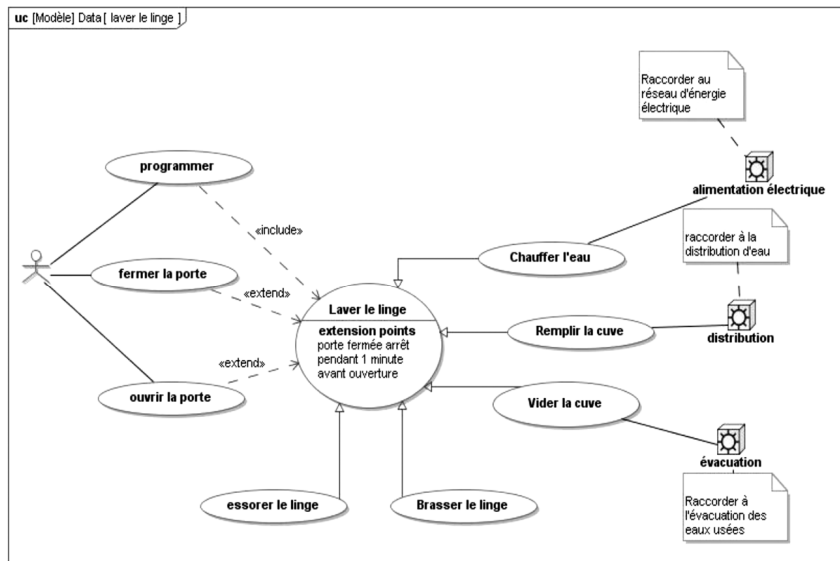 uc [Modèle] Data [ laver le linge ]
Raccorder au
réseau d'énergie
électrique
programmer
alimentation électrique
«include»
raccorder à la
distribution d'eau
Chauffer l'eau
fermer la porte
«extend»
Laver le linge
extension points
porte fermée arrêt
pendant 1 minute
avant ouverture
Remplir la cuve
distribution
«extend»
ouvrir la porte
Vider la cuve
évacuation
essorer le linge
Brasser le linge
Raccorder à
l'évacuation des
eaux usées